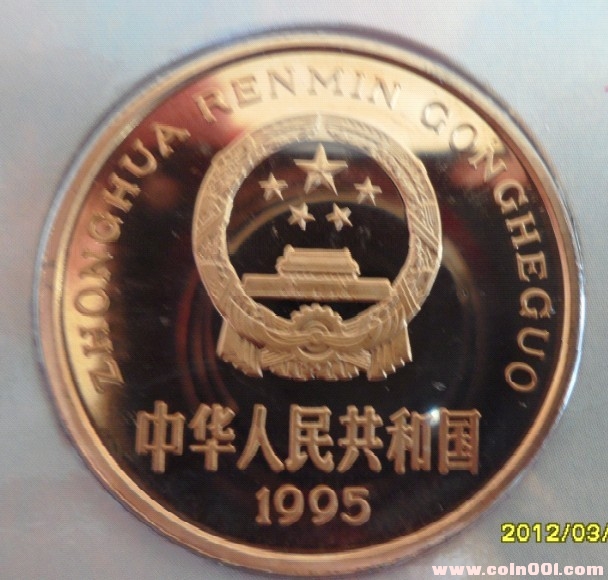 ZHONGHUA RENMIN GONGHEGUO
中华人民共和国
1995
2012/03/
www.coin001.com